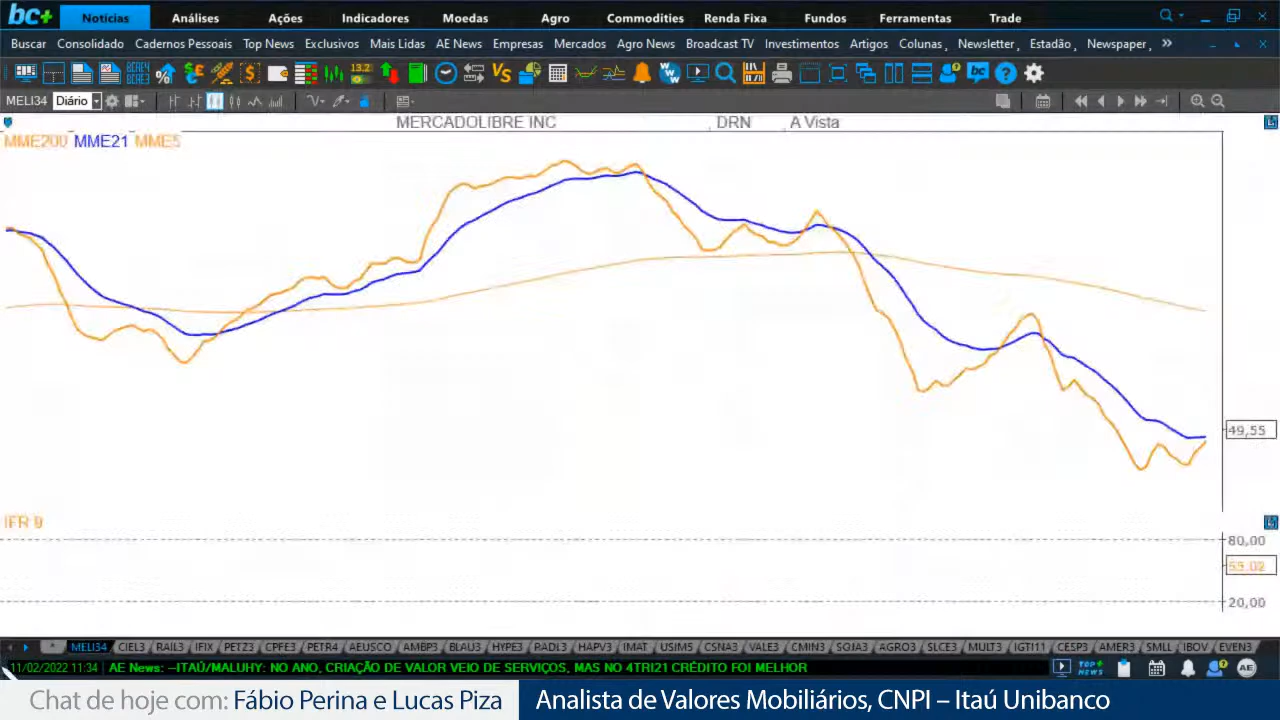 bc+ Notícias Análises Ações Indicadores Moedas Agro Commodities Renda Fixa Fundos Ferramentas Trade
Buscar Consolidado Cadernos Pessoais Top News Exclusivos Mais Lidas AE News Empresas Mercados Agro News Broadcast TV Investimentos Artigos Colunas Newsletter Estadão Newspaper
MELI34 Diário
MERCADOLIBRE INC , DRN , A Vista
MME200 MME21 MME5
49,55
IFR 9
80,00
53,02
20,00
MELI34 CIEL3 RAIL3 IFIX PETZ3 CPFE3 PETR4 AEUSCO AMBP3 BLAU3 HYPE3 RADL3 HAPV3 IMAT USIM5 CSNA3 VALE3 CMIN3 SOJA3 AGRO3 SLCE3 MULT3 IGTI11 CESP3 AMER3 SMLL IBOV EVEN3
11/02/2022 11:34 AE News: --ITAÚ/MALUHY: NO ANO, CRIAÇÃO DE VALOR VEIO DE SERVIÇOS, MAS NO 4TRI21 CRÉDITO FOI MELHOR TOP+ NEWS AE
Chat de hoje com: Fábio Perina e Lucas Piza Analista de Valores Mobiliários, CNPI – Itaú Unibanco